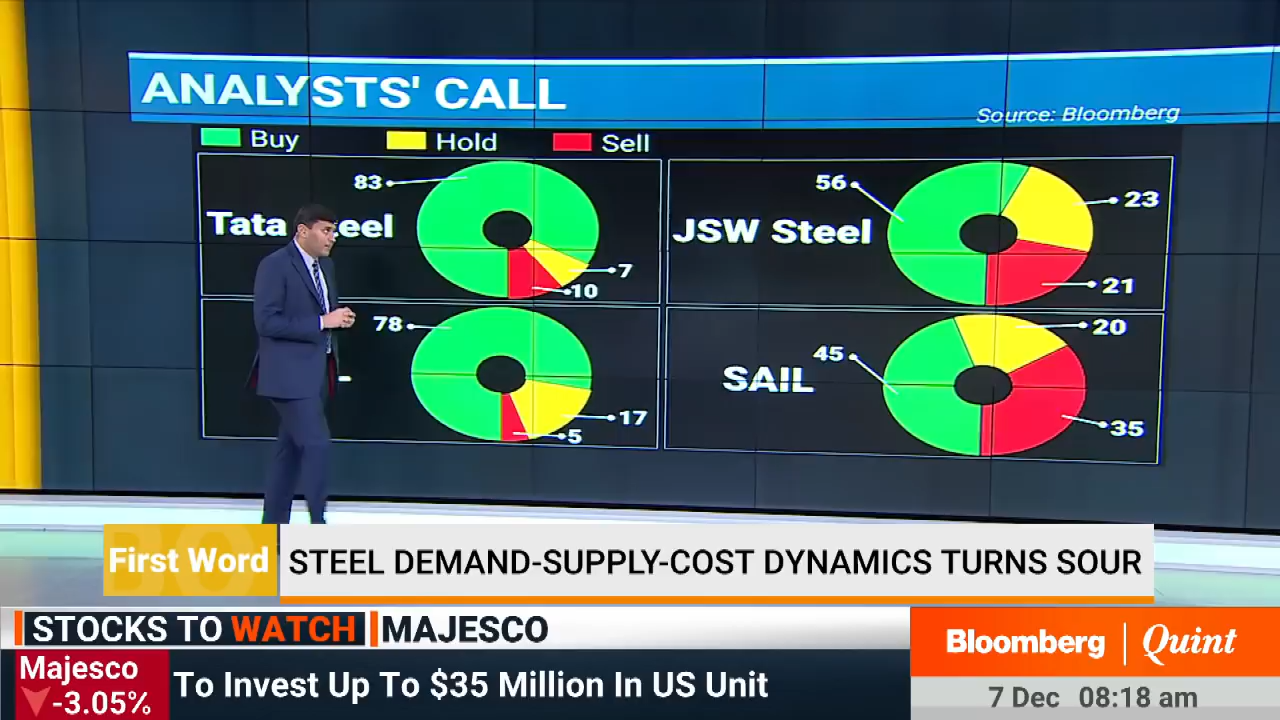 ANALYSTS' CALL
Source: Bloomberg
Buy
Hold
Sell
83
Tata
7
10
56
JSW Steel
23
21
78
17
5
45
SAIL
20
35
First Word
STEEL DEMAND-SUPPLY-COST DYNAMICS TURNS SOUR
STOCKS TO WATCH
MAJESCO
Majesco
-3.05%
To Invest Up To $35 Million In US Unit
Bloomberg | Quint
7 Dec 08:18 am